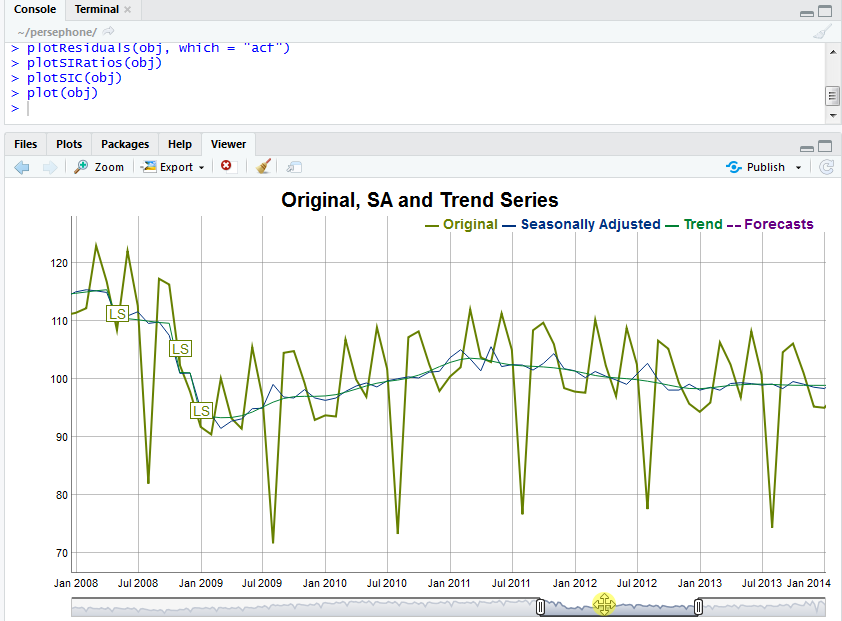 Console Terminal
~/persephone/
> plotResiduals(obj, which = "acf")
> plotSIRatios(obj)
> plotSIC(obj)
> plot(obj)
>
Files Plots Packages Help Viewer
Zoom Export Publish
Original, SA and Trend Series
Original Seasonally Adjusted Trend Forecasts
120
110
100
90
80
70
LS
LS
LS
Jan 2008 Jul 2008 Jan 2009 Jul 2009 Jan 2010 Jul 2010 Jan 2011 Jul 2011 Jan 2012 Jul 2012 Jan 2013 Jul 2013 Jan 2014